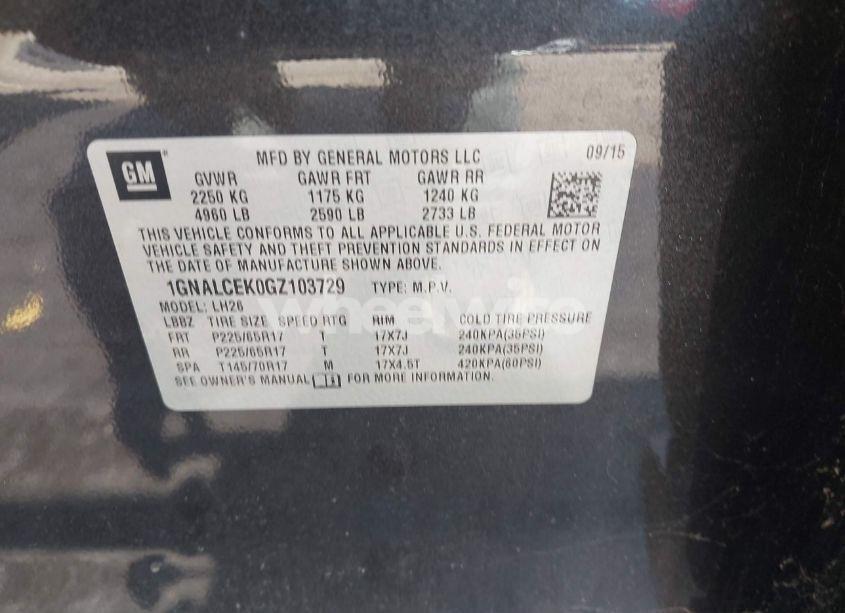 GM
MFD BY GENERAL MOTORS LLC 09/15
GVWR GAWR FRT GAWR RR
2250 KG 1175 KG 1240 KG
4960 LB 2590 LB 2733 LB
THIS VEHICLE CONFORMS TO ALL APPLICABLE U.S. FEDERAL MOTOR
VEHICLE SAFETY AND THEFT PREVENTION STANDARDS IN EFFECT ON
THE DATE OF MANUFACTURE SHOWN ABOVE.
1GNALCEK0GZ103729 TYPE: M.P.V.
MODEL: LH26
wheelwise
LBBZ TIRE SIZE SPEED RTG RIM COLD TIRE PRESSURE
FRT P225/65R17 T 17X7J 240KPA(35PSI)
RR P225/65R17 T 17X7J 240KPA(35PSI)
SPA T145/70R17 M 17X4.5T 420KPA(60PSI)
SEE OWNER'S MANUAL FOR MORE INFORMATION.